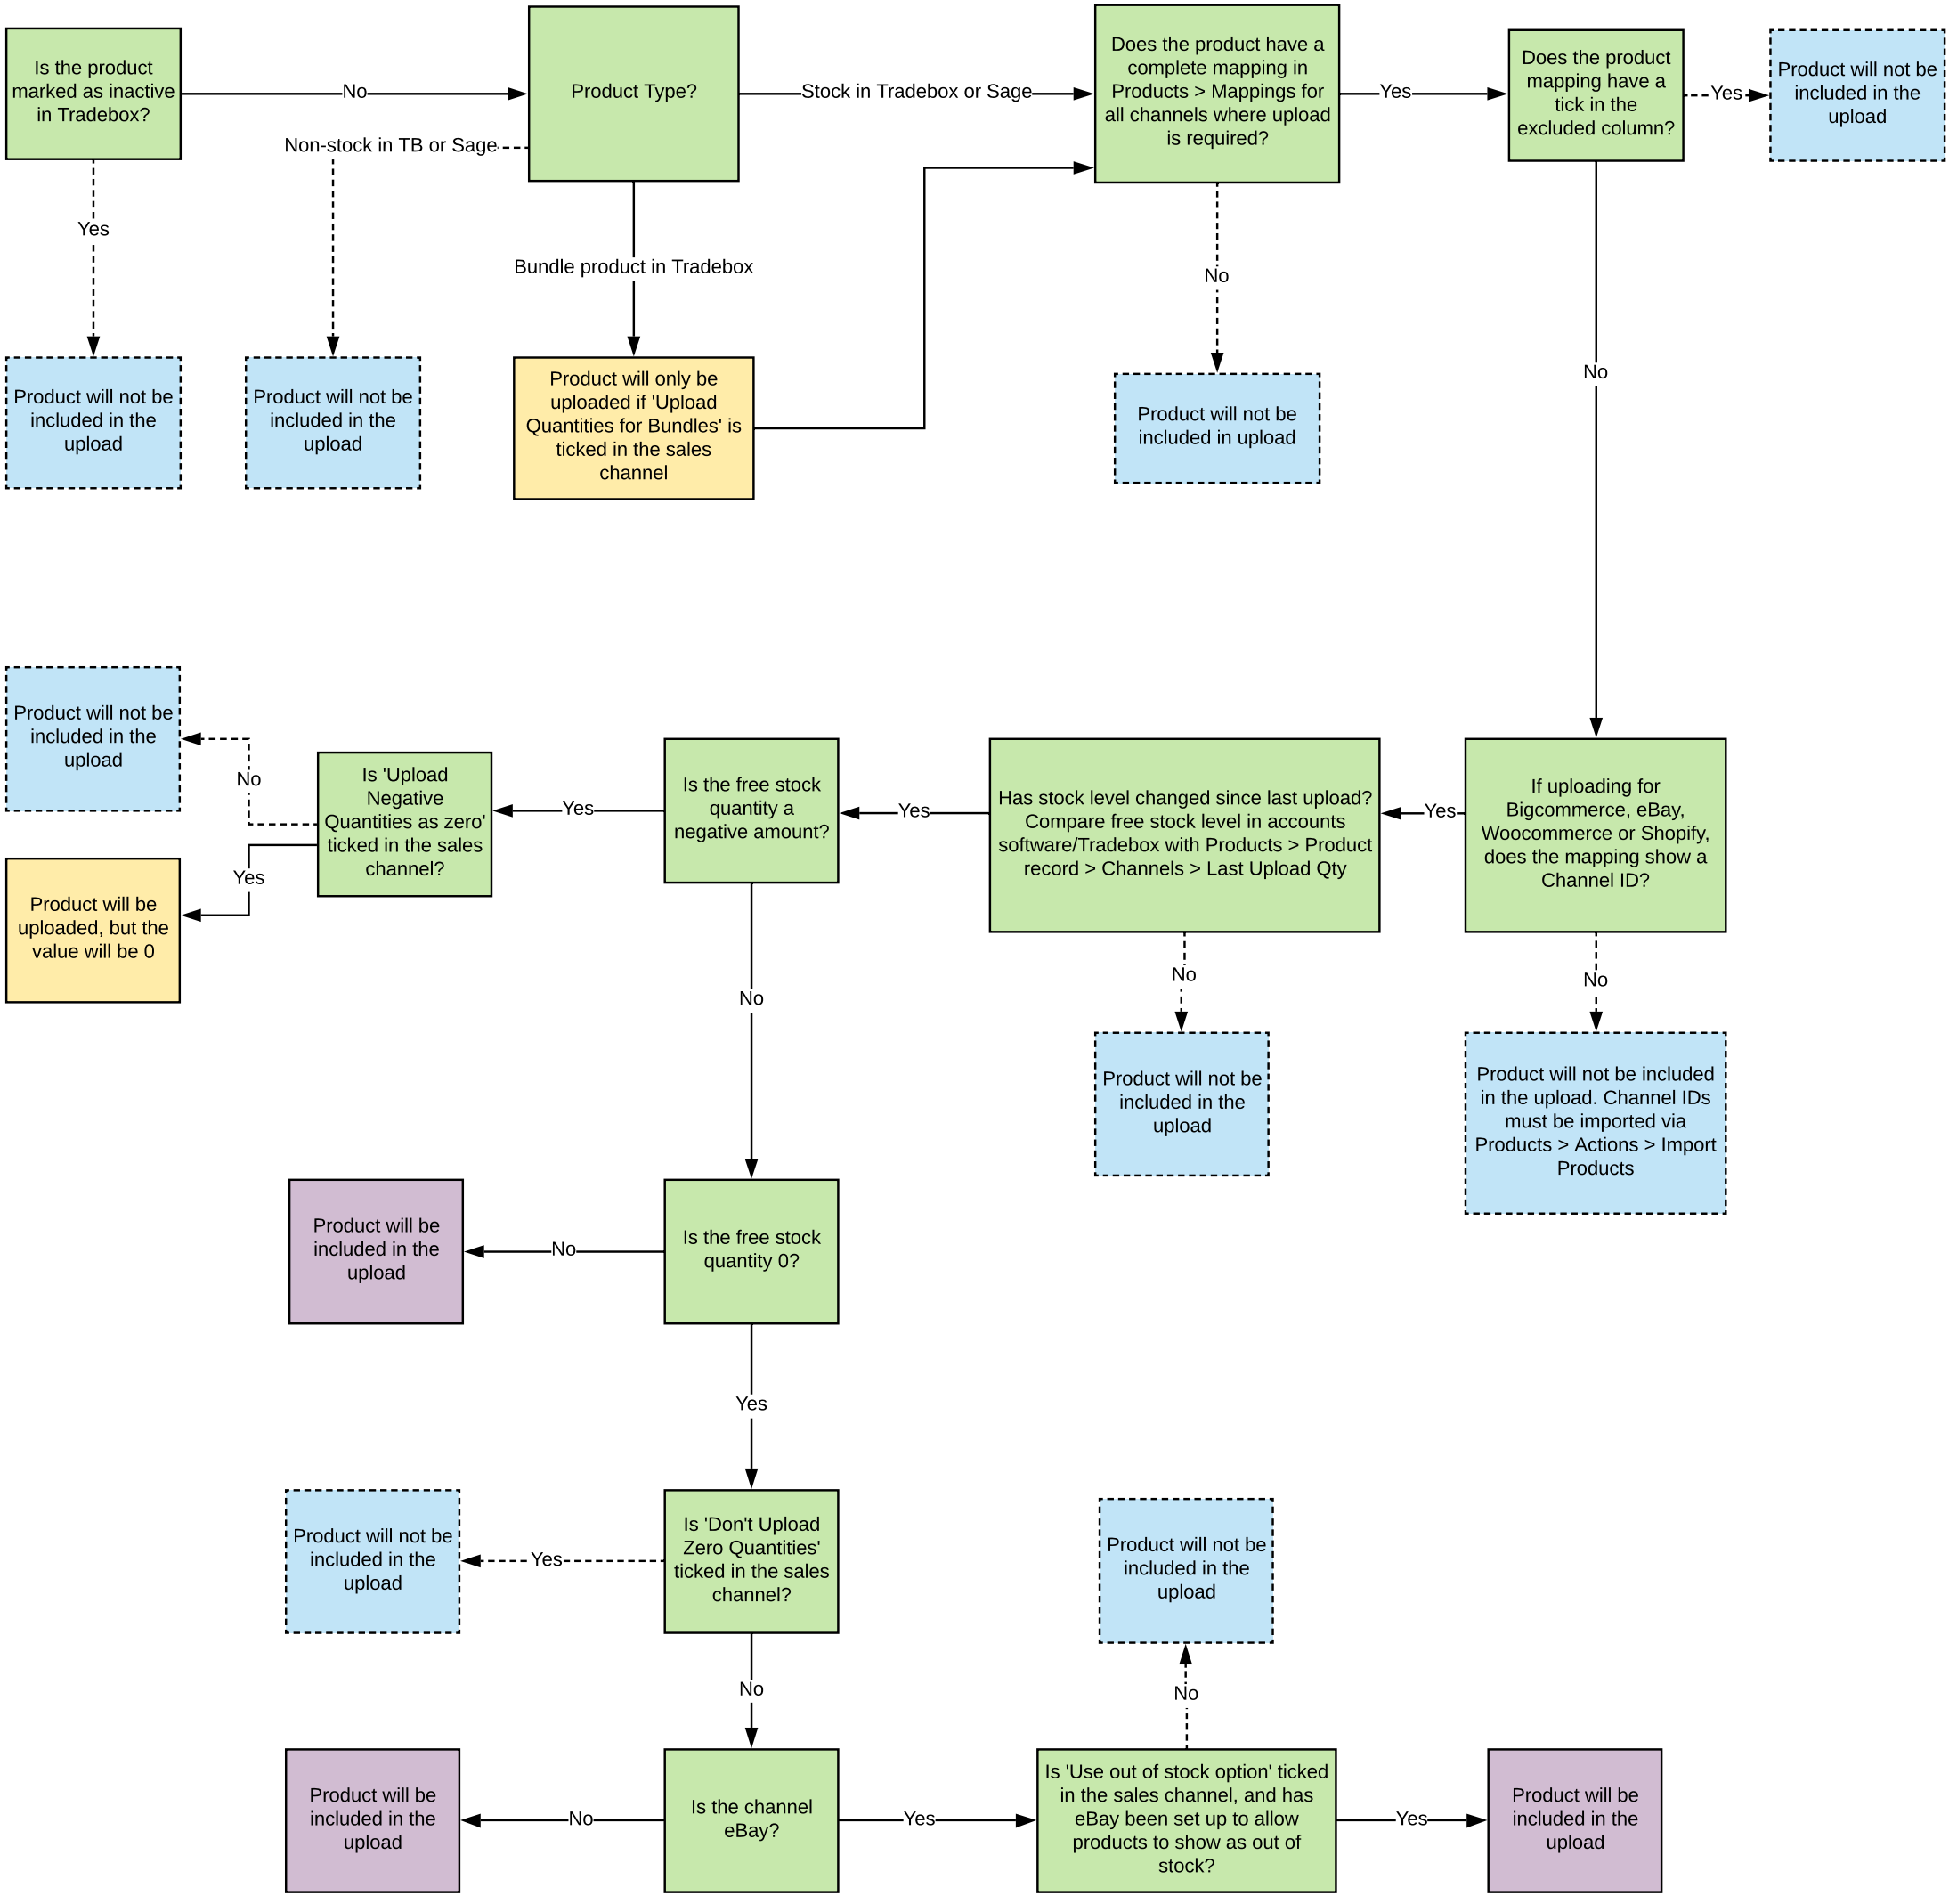 Is the product
marked as inactive
in Tradebox?
No
Product Type?
Stock in Tradebox or Sage
Does the product have a
complete mapping in
Products > Mappings for
all channels where upload
is required?
Yes
Does the product
mapping have a
tick in the
excluded column?
Yes
Product will not be
included in the
upload
Non-stock in TB or Sage
Yes
Bundle product in Tradebox
No
No
Product will not be
included in the
upload
Product will not be
included in the
upload
Product will only be
uploaded if 'Upload
Quantities for Bundles' is
ticked in the sales
channel
Product will not be
included in upload
Product will not be
included in the
upload
No
Yes
Product will be
uploaded, but the
value will be 0
Is 'Upload
Negative
Quantities as zero'
ticked in the sales
channel?
Yes
Is the free stock
quantity a
negative amount?
Yes
Has stock level changed since last upload?
Compare free stock level in accounts
software/Tradebox with Products > Product
record > Channels > Last Upload Qty
Yes
If uploading for
Bigcommerce, eBay,
Woocommerce or Shopify,
does the mapping show a
Channel ID?
No
No
No
Product will not be
included in the
upload
Product will not be included
in the upload. Channel IDs
must be imported via
Products > Actions > Import
Products
Product will be
included in the
upload
No
Is the free stock
quantity 0?
Yes
Product will not be
included in the
upload
Yes
Is 'Don't Upload
Zero Quantities'
ticked in the sales
channel?
Product will not be
included in the
upload
No
No
Product will be
included in the
upload
No
Is the channel
eBay?
Yes
Is 'Use out of stock option' ticked
in the sales channel, and has
eBay been set up to allow
products to show as out of
stock?
Yes
Product will be
included in the
upload